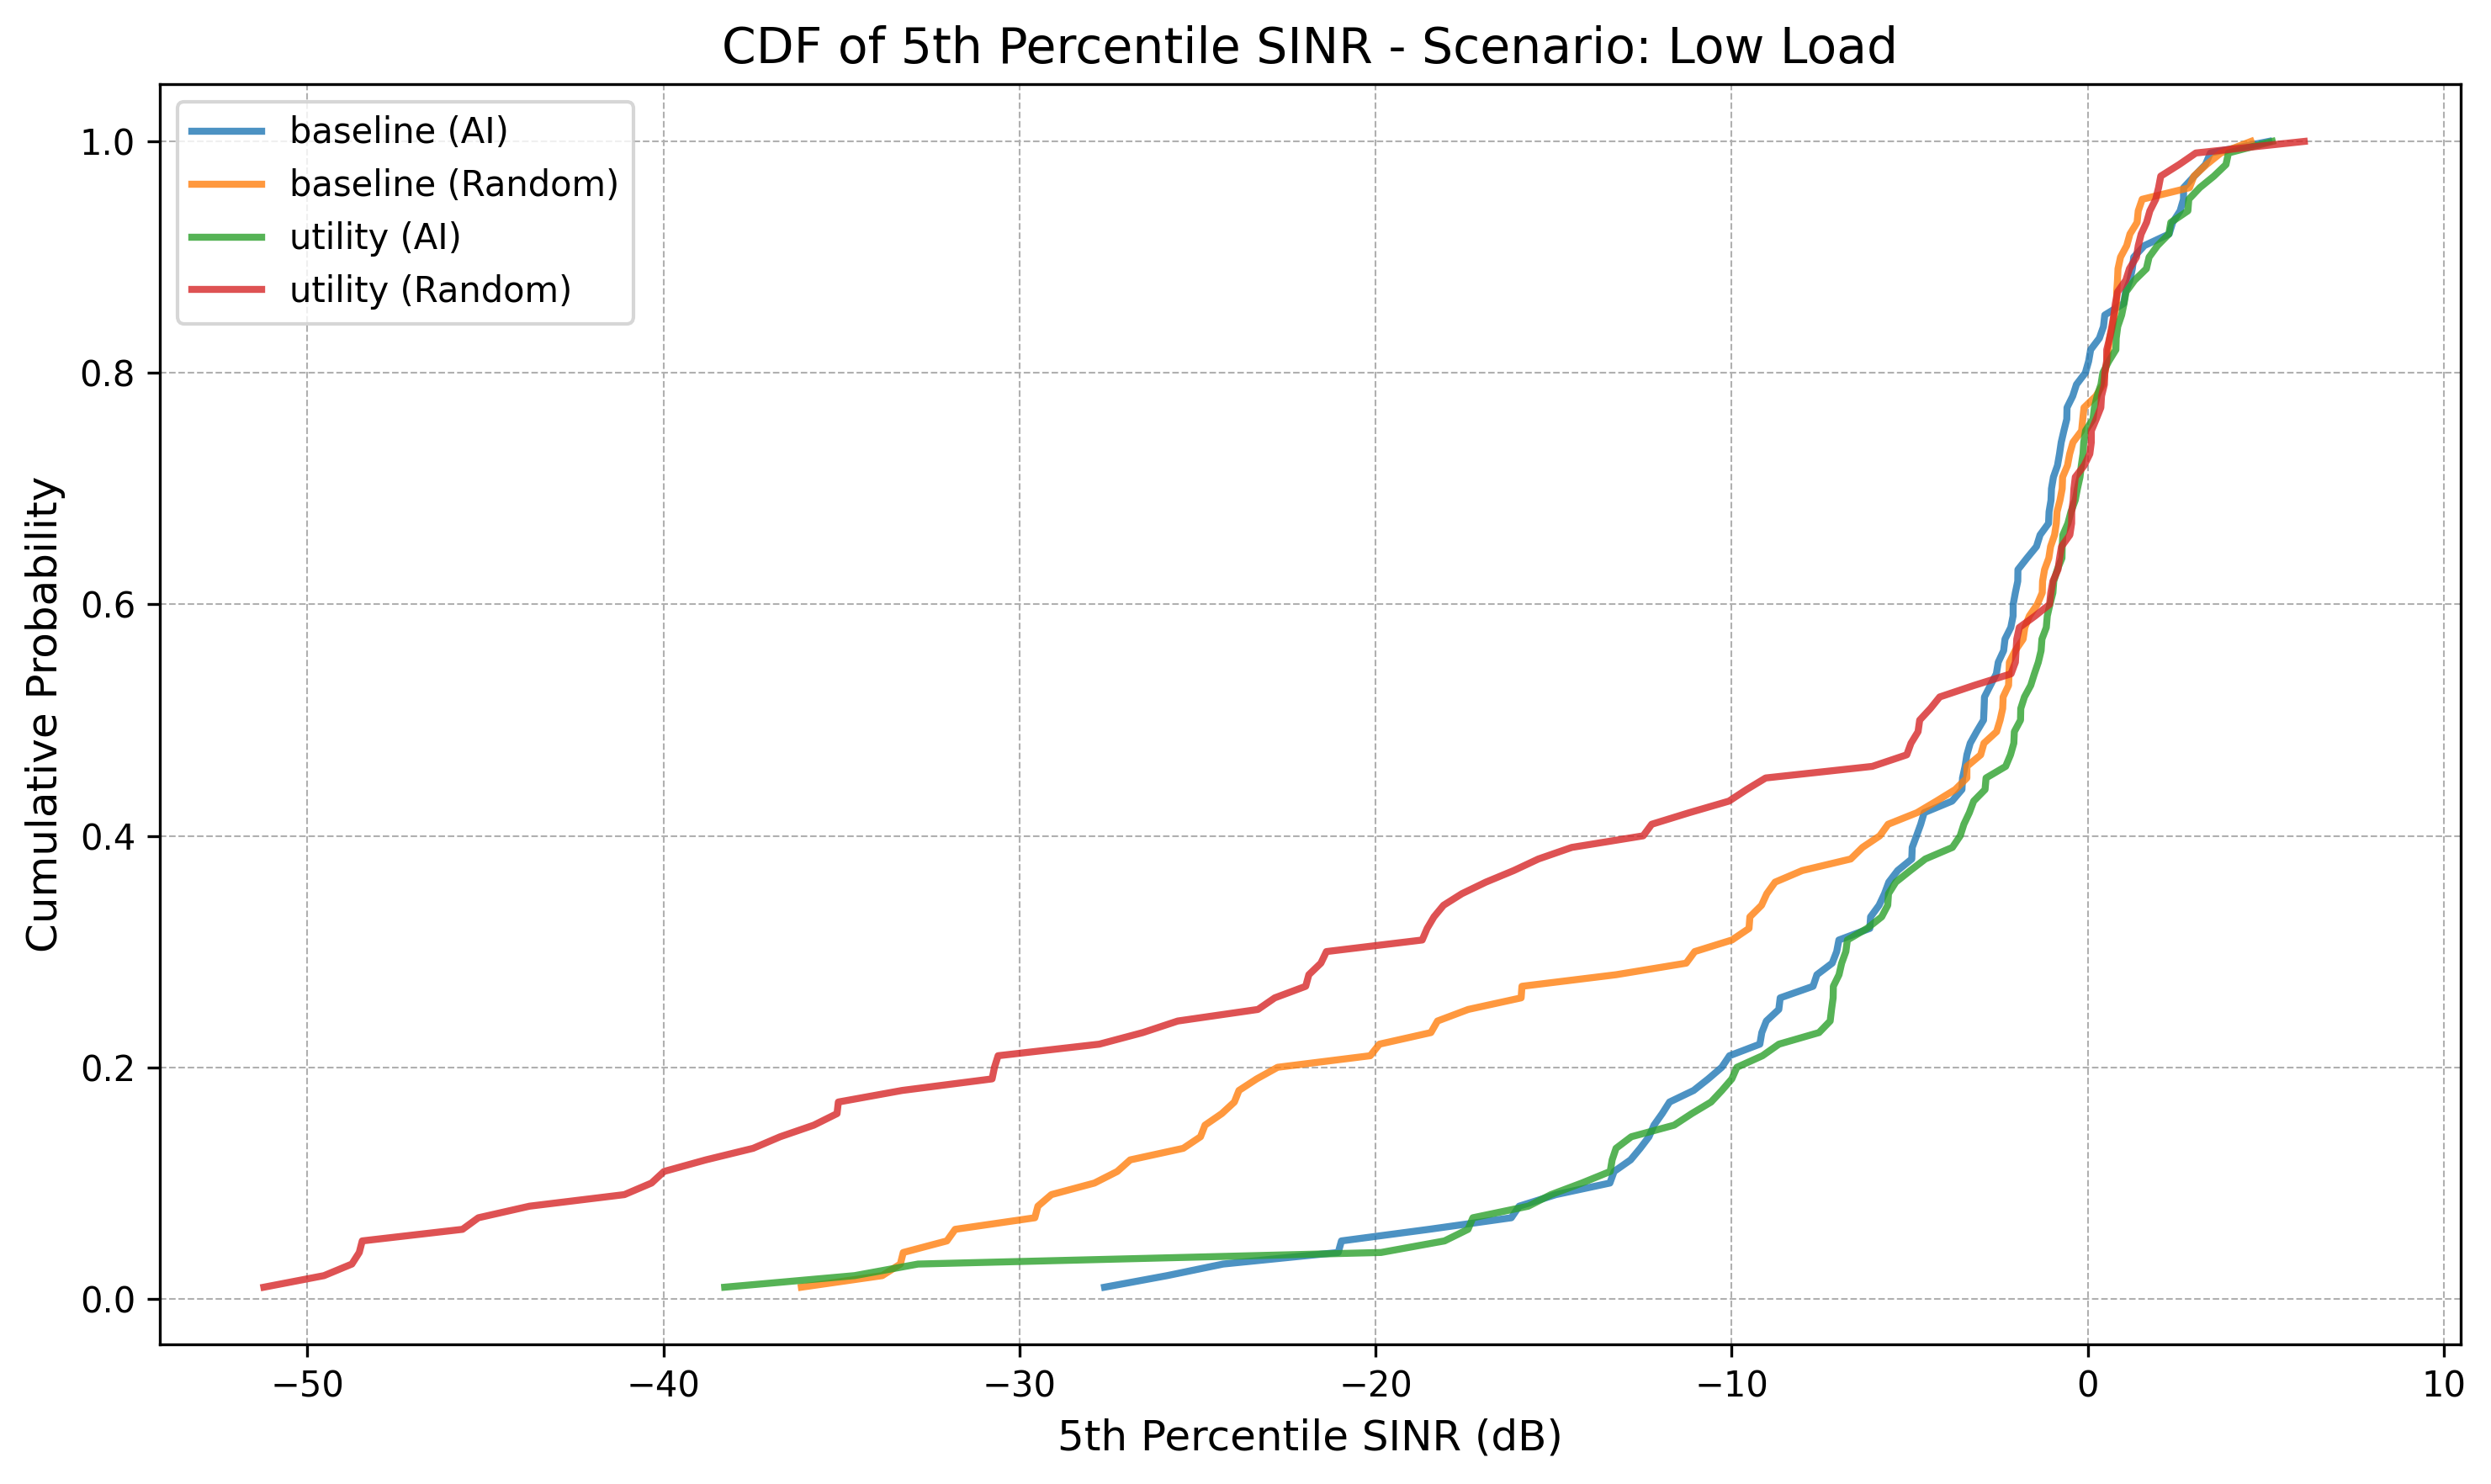 CDF of 5th Percentile SINR - Scenario: Low Load
baseline (AI)
baseline (Random)
utility (AI)
utility (Random)
Cumulative Probability
1.0
0.8
0.6
0.4
0.2
0.0
−50
−40
−30
−20
−10
0
10
5th Percentile SINR (dB)